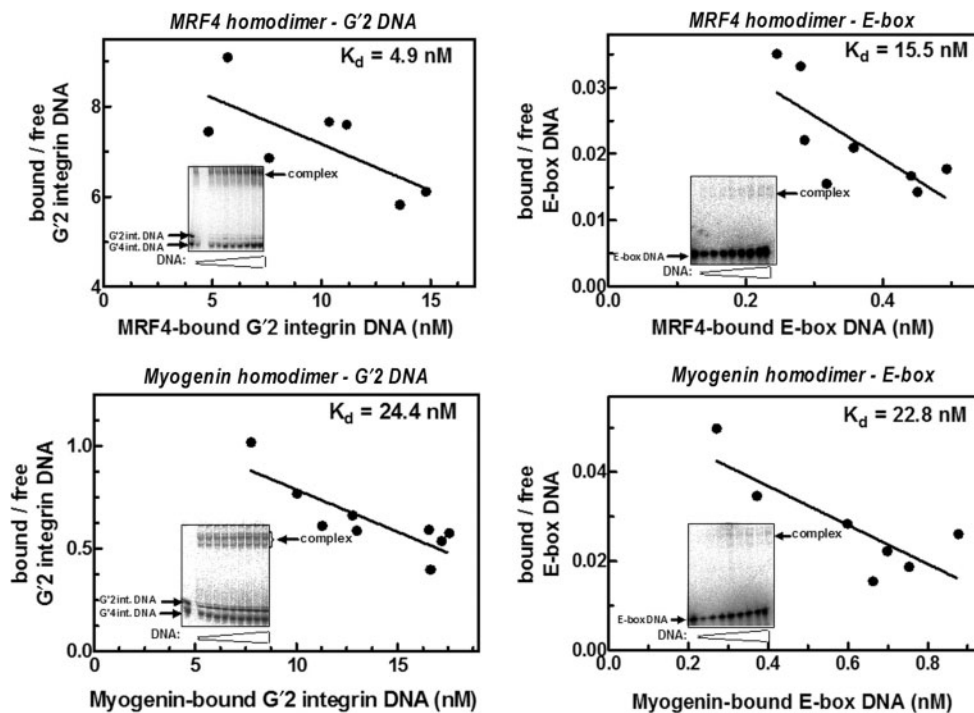 MRF4 homodimer - G'2 DNA
K_d = 4.9 nM
bound / free
G'2 integrin DNA
8
6
4
0
5
10
15
complex
G'2 int. DNA
G'4 int. DNA
DNA:
MRF4-bound G'2 integrin DNA (nM)
MRF4 homodimer - E-box
K_d = 15.5 nM
bound / free
E-box DNA
0.03
0.02
0.01
0.00
0.2
0.4
complex
E-box DNA
DNA:
MRF4-bound E-box DNA (nM)
Myogenin homodimer - G'2 DNA
K_d = 24.4 nM
bound / free
G'2 integrin DNA
1.0
0.5
0.0
0
5
10
15
complex
G'2 int. DNA
G'4 int. DNA
DNA:
Myogenin-bound G'2 integrin DNA (nM)
Myogenin homodimer - E-box
K_d = 22.8 nM
bound / free
E-box DNA
0.04
0.02
0.00
0.0
0.2
0.4
0.6
0.8
complex
E-box DNA
DNA:
Myogenin-bound E-box DNA (nM)